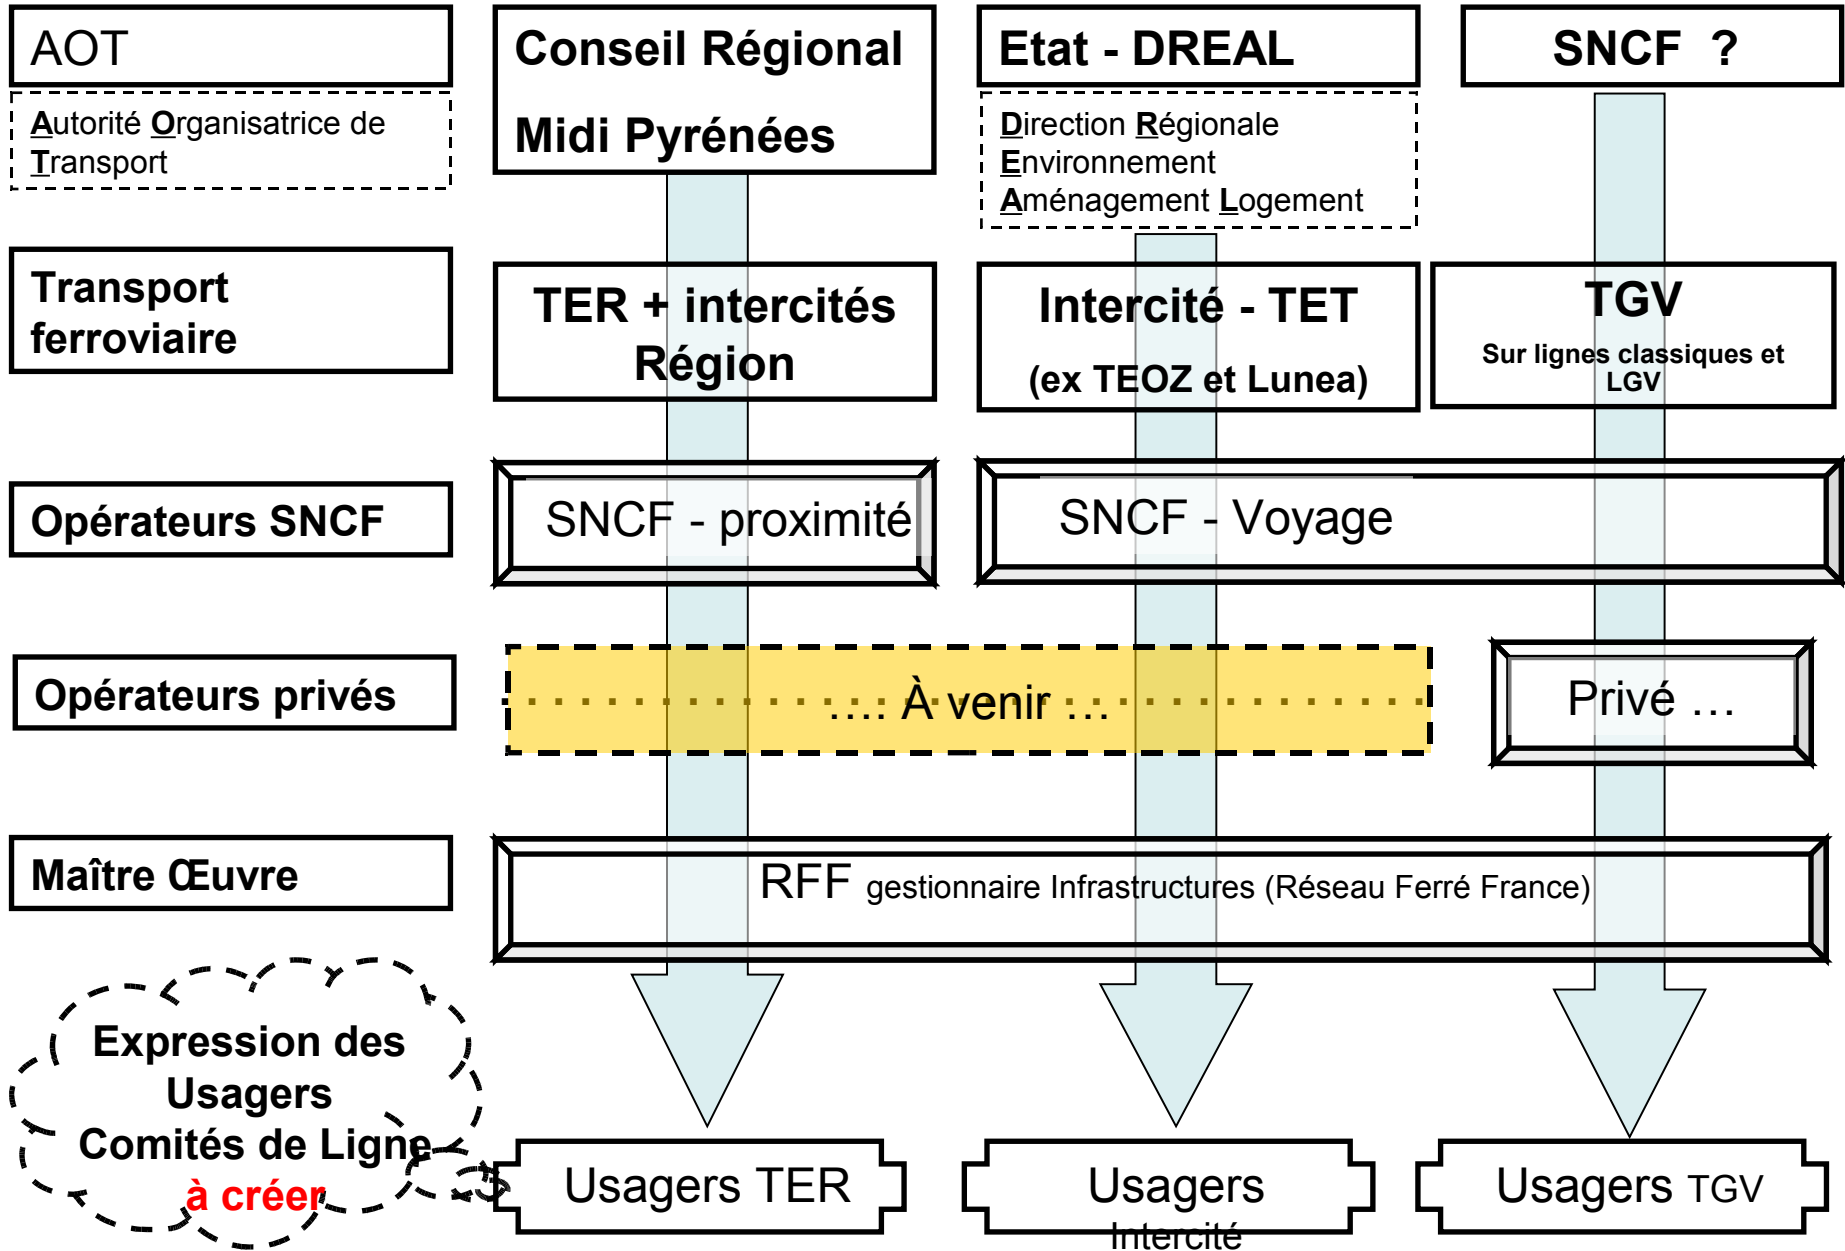 AOT
Autorité Organisatrice de
Transport
Conseil Régional
Midi Pyrénées
Etat - DREAL
Direction Régionale
Environnement
Aménagement Logement
SNCF ?
Transport
ferroviaire
TER + intercités
Région
Intercité - TET
(ex TEOZ et Lunea)
TGV
Sur lignes classiques et
LGV
Opérateurs SNCF
SNCF - proximité
SNCF - Voyage
Opérateurs privés
…. À venir …
Privé …
Maître Œuvre
RFF gestionnaire Infrastructures (Réseau Ferré France)
Expression des
Usagers
Comités de Ligne
à créer
Usagers TER
Usagers
Intercité
Usagers TGV